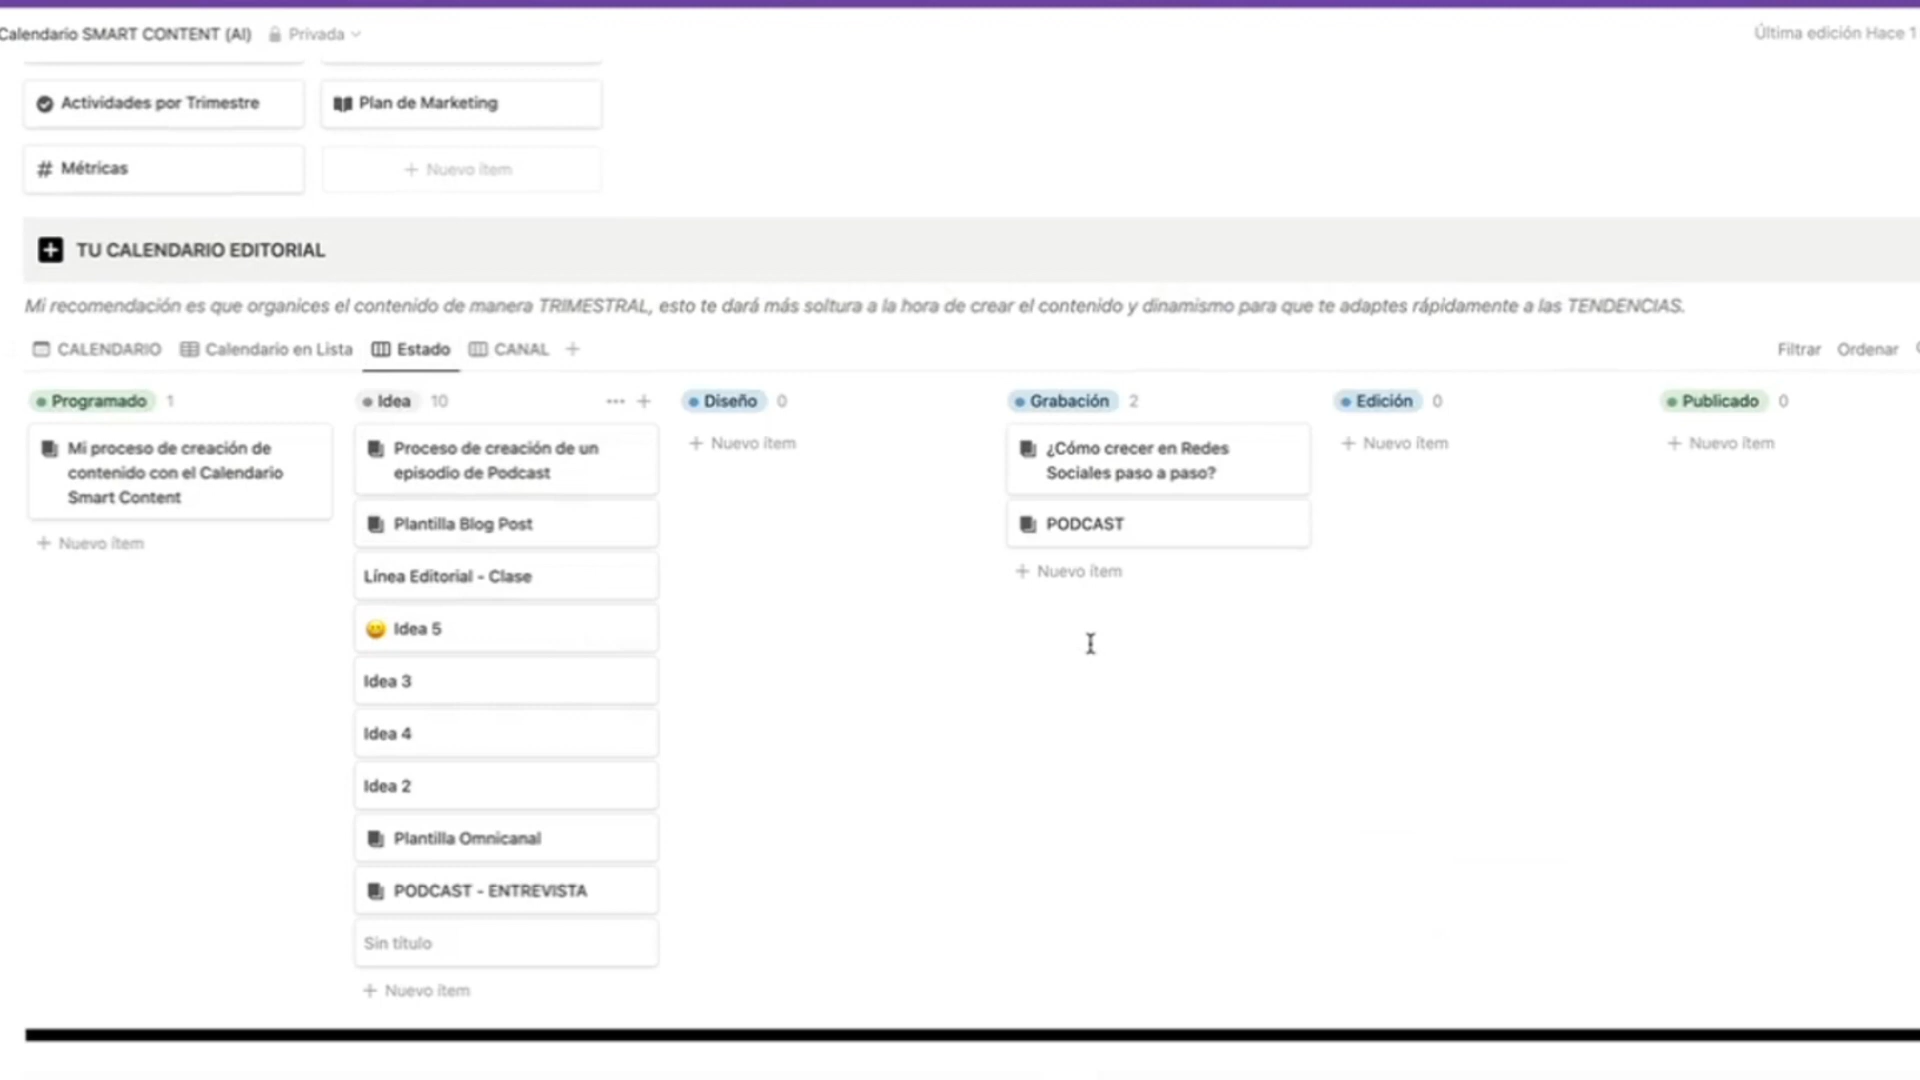 Calendario SMART CONTENT (AI) Privada
Última edición Hace 1
Actividades por Trimestre
Plan de Marketing
Métricas
+ Nuevo ítem
TU CALENDARIO EDITORIAL
Mi recomendación es que organices el contenido de manera TRIMESTRAL, esto te dará más soltura a la hora de crear el contenido y dinamismo para que te adaptes rápidamente a las TENDENCIAS.
CALENDARIO Calendario en Lista Estado CANAL +
Filtrar Ordenar
Programado 1
Mi proceso de creación de
contenido con el Calendario
Smart Content
+ Nuevo ítem
Idea 10 ... +
Proceso de creación de un
episodio de Podcast
Plantilla Blog Post
Línea Editorial - Clase
Idea 5
Idea 3
Idea 4
Idea 2
Plantilla Omnicanal
PODCAST - ENTREVISTA
Sin título
+ Nuevo ítem
Diseño 0
+ Nuevo ítem
Grabación 2
¿Cómo crecer en Redes
Sociales paso a paso?
PODCAST
+ Nuevo ítem
Edición 0
+ Nuevo ítem
Publicado 0
+ Nuevo ítem